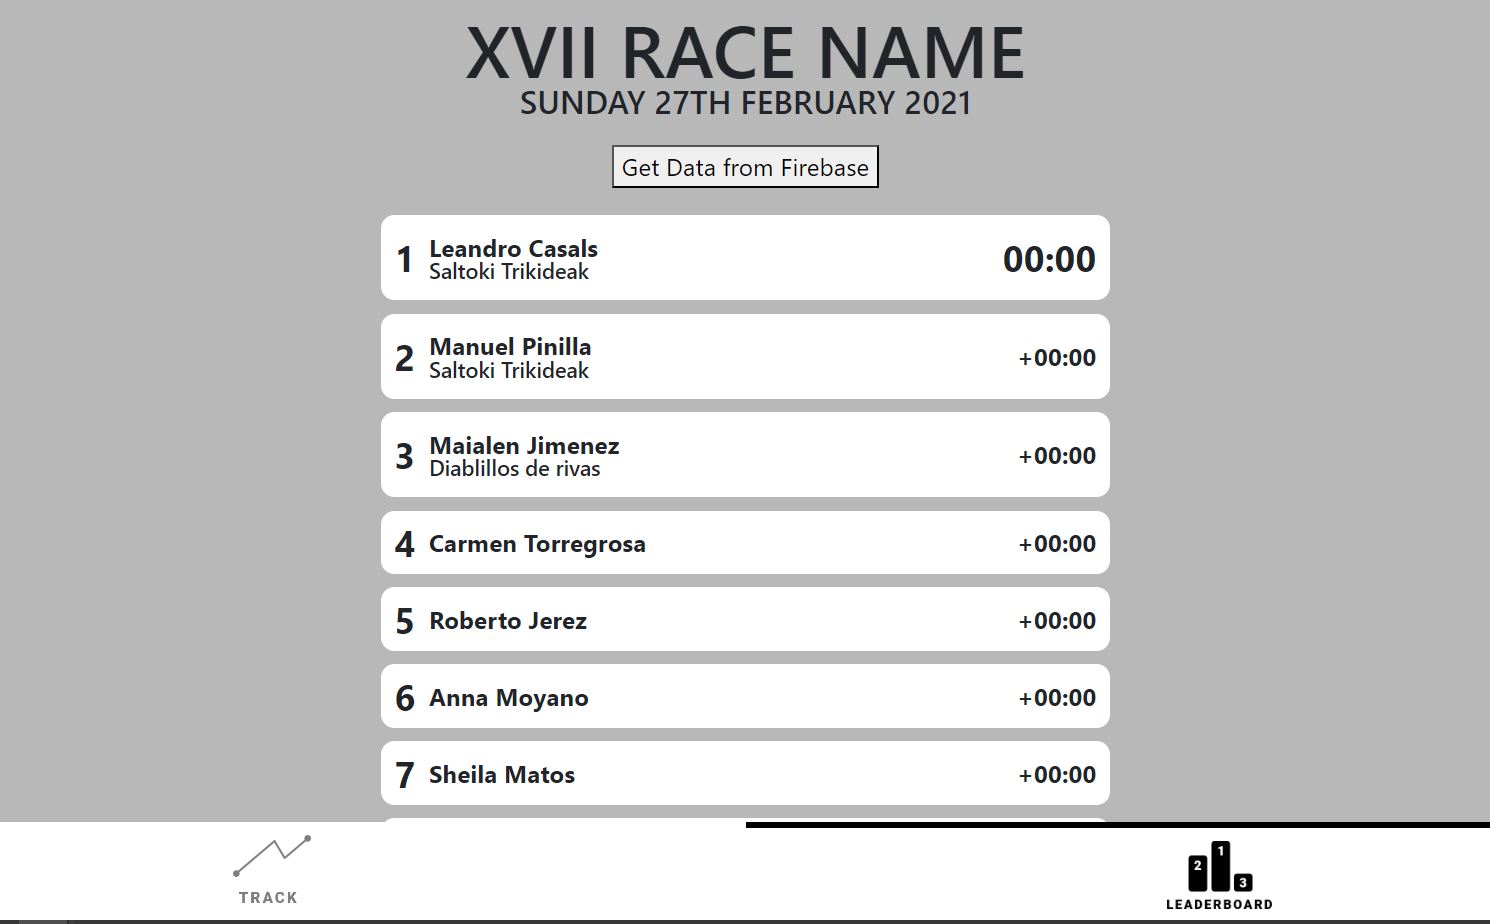 XVII RACE NAME
SUNDAY 27TH FEBRUARY 2021
Get Data from Firebase
1 Leandro Casals 00:00
Saltoki Trikideak
2 Manuel Pinilla +00:00
Saltoki Trikideak
3 Maialen Jimenez +00:00
Diablillos de rivas
4 Carmen Torregrosa +00:00
5 Roberto Jerez +00:00
6 Anna Moyano +00:00
7 Sheila Matos +00:00
TRACK
2 1 3
LEADERBOARD